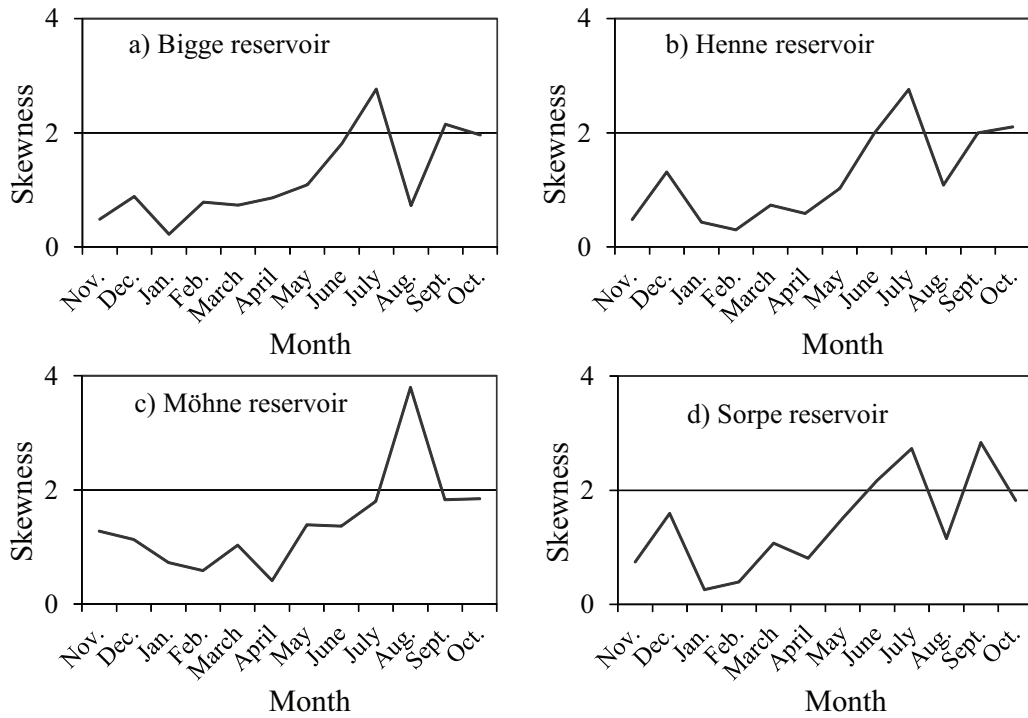 4
a) Bigge reservoir
Skewness
2
0
Nov.
Dec.
Jan.
Feb.
March
April
May
June
July
Aug.
Sept.
Oct.
Month
4
b) Henne reservoir
Skewness
2
0
Nov.
Dec.
Jan.
Feb.
March
April
May
June
July
Aug.
Sept.
Oct.
Month
4
c) Möhne reservoir
Skewness
2
0
Nov.
Dec.
Jan.
Feb.
March
April
May
June
July
Aug.
Sept.
Oct.
Month
4
d) Sorpe reservoir
Skewness
2
0
Nov.
Dec.
Jan.
Feb.
March
April
May
June
July
Aug.
Sept.
Oct.
Month